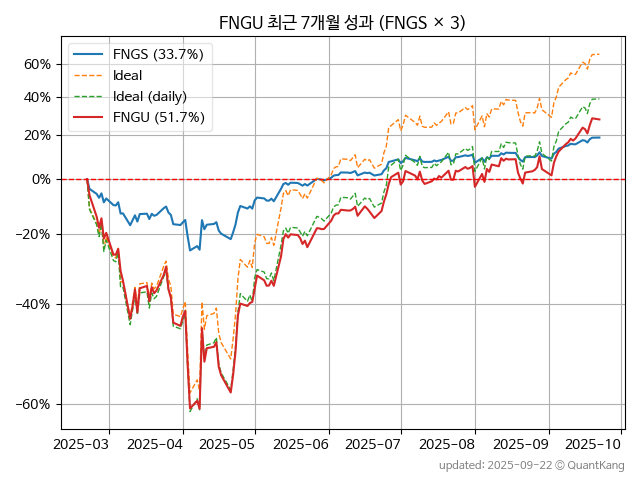 FNGU 최근 7개월 성과 (FNGS × 3)
FNGS (33.7%)
Ideal
Ideal (daily)
FNGU (51.7%)
60%
40%
20%
0%
−20%
−40%
−60%
2025-03 2025-04 2025-05 2025-06 2025-07 2025-08 2025-09 2025-10
updated: 2025-09-22 © QuantKang